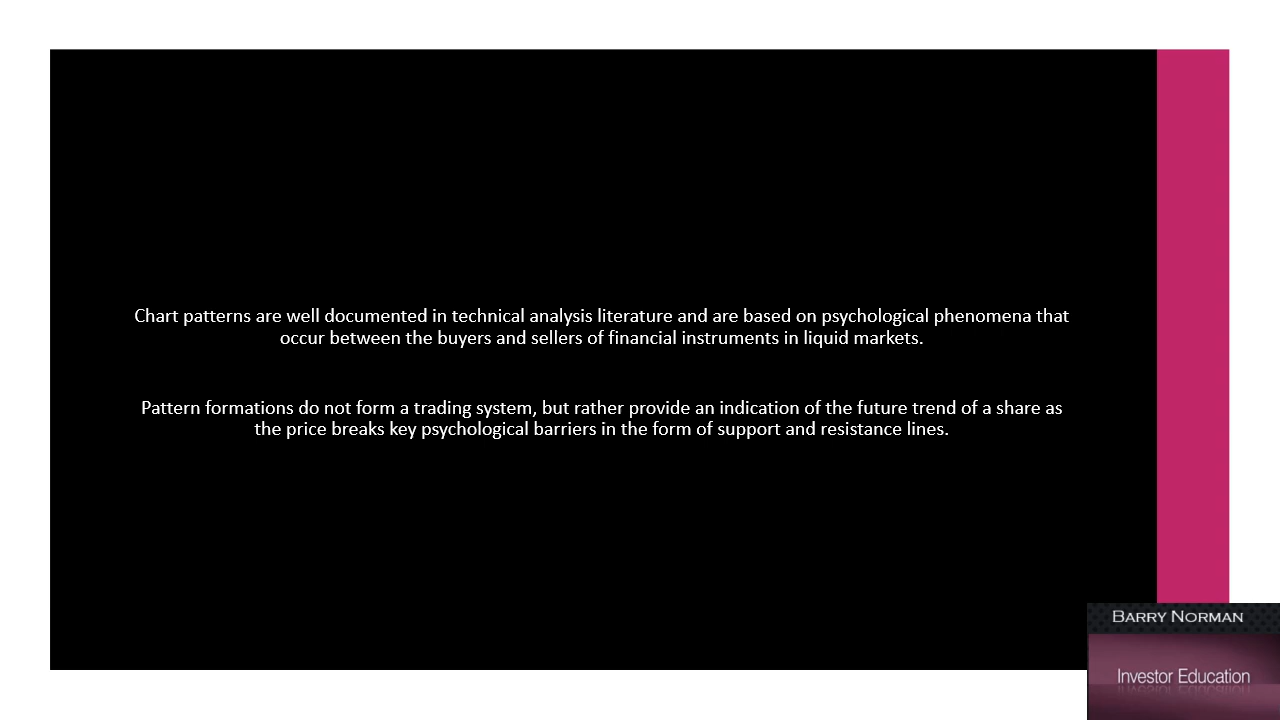 Chart patterns are well documented in technical analysis literature and are based on psychological phenomena that
occur between the buyers and sellers of financial instruments in liquid markets.
Pattern formations do not form a trading system, but rather provide an indication of the future trend of a share as
the price breaks key psychological barriers in the form of support and resistance lines.
BARRY NORMAN
Investor Education